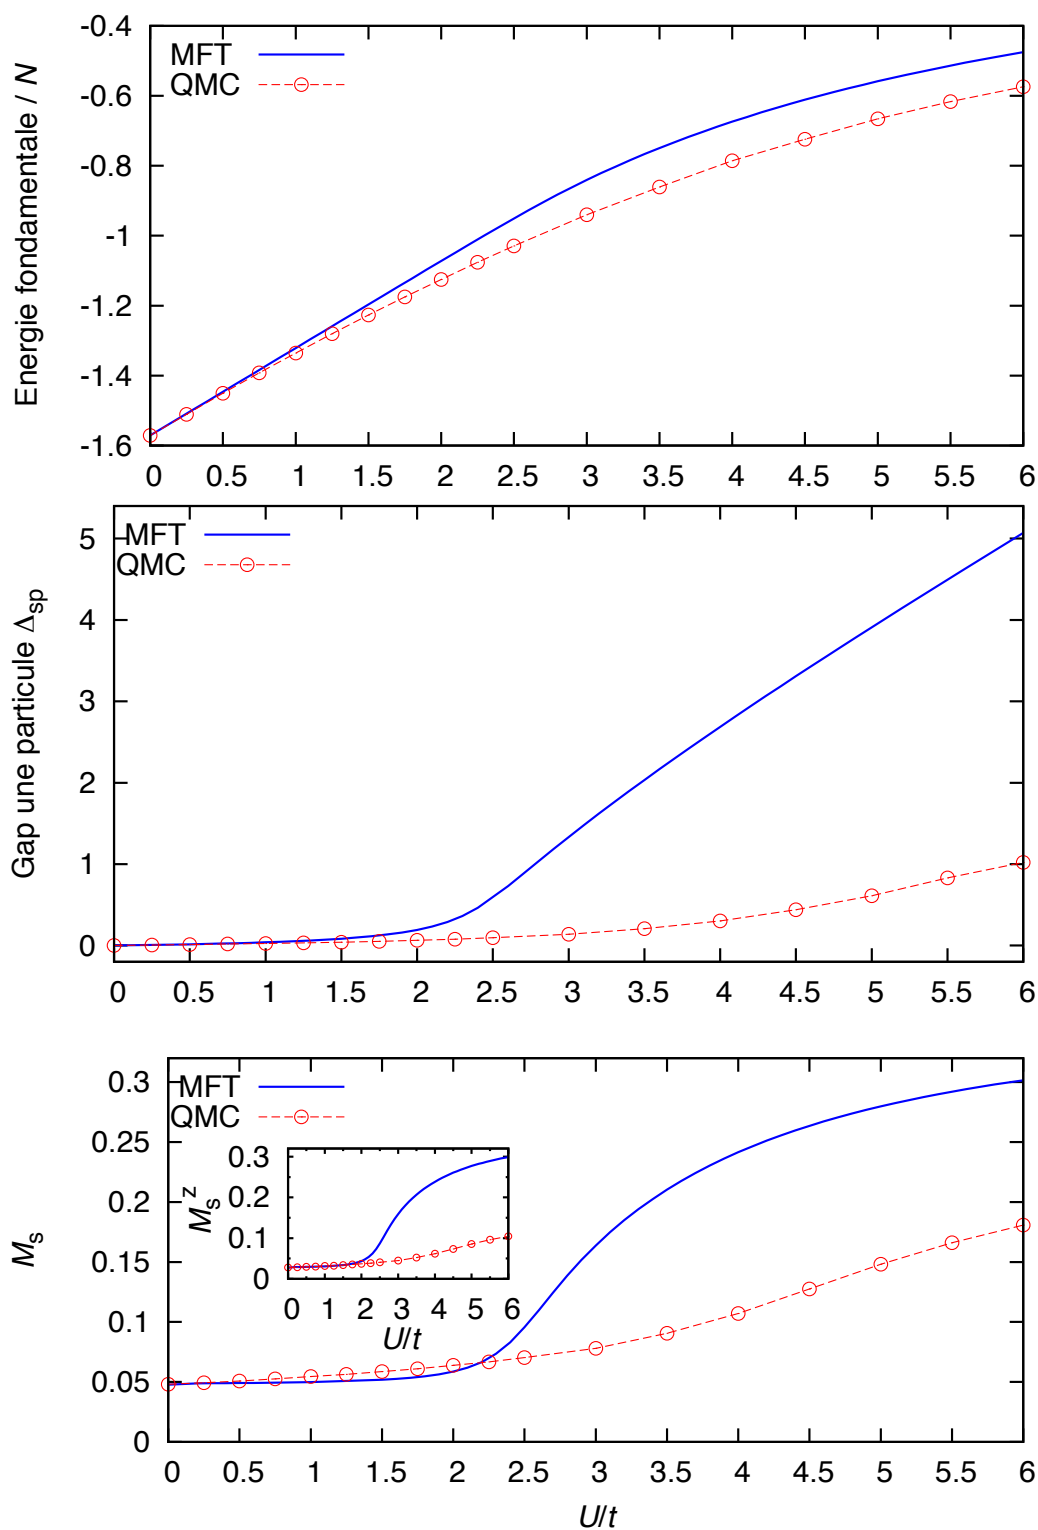 -0.4
MFT
QMC
-0.6
-0.8
-1
-1.2
-1.4
-1.6
Energie fondamentale / N
0 0.5 1 1.5 2 2.5 3 3.5 4 4.5 5 5.5 6
MFT
QMC
5
4
3
2
1
0
Gap une particule Δsp
0 0.5 1 1.5 2 2.5 3 3.5 4 4.5 5 5.5 6
MFT
QMC
0.3
0.25
0.2
0.15
0.1
0.05
0
Ms
0.3
0.2
0.1
0
Msz
0 1 2 3 4 5 6
U/t
0 0.5 1 1.5 2 2.5 3 3.5 4 4.5 5 5.5 6
U/t